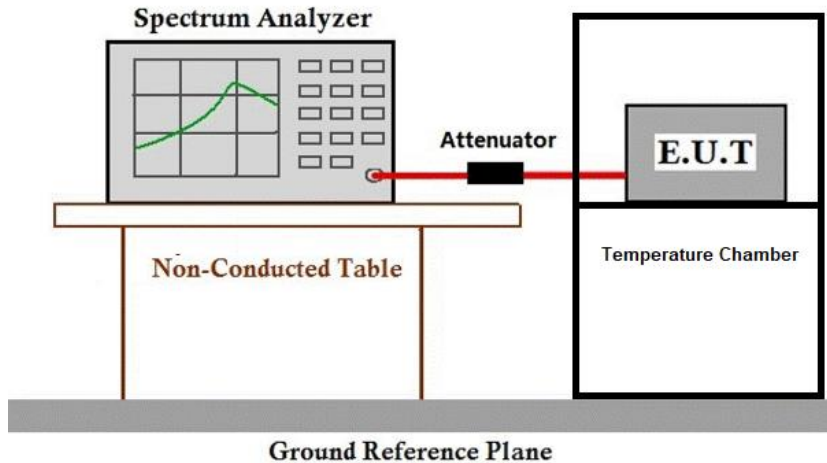 Spectrum Analyzer
Attenuator
E.U.T
Temperature Chamber
Non-Conducted Table
Ground Reference Plane